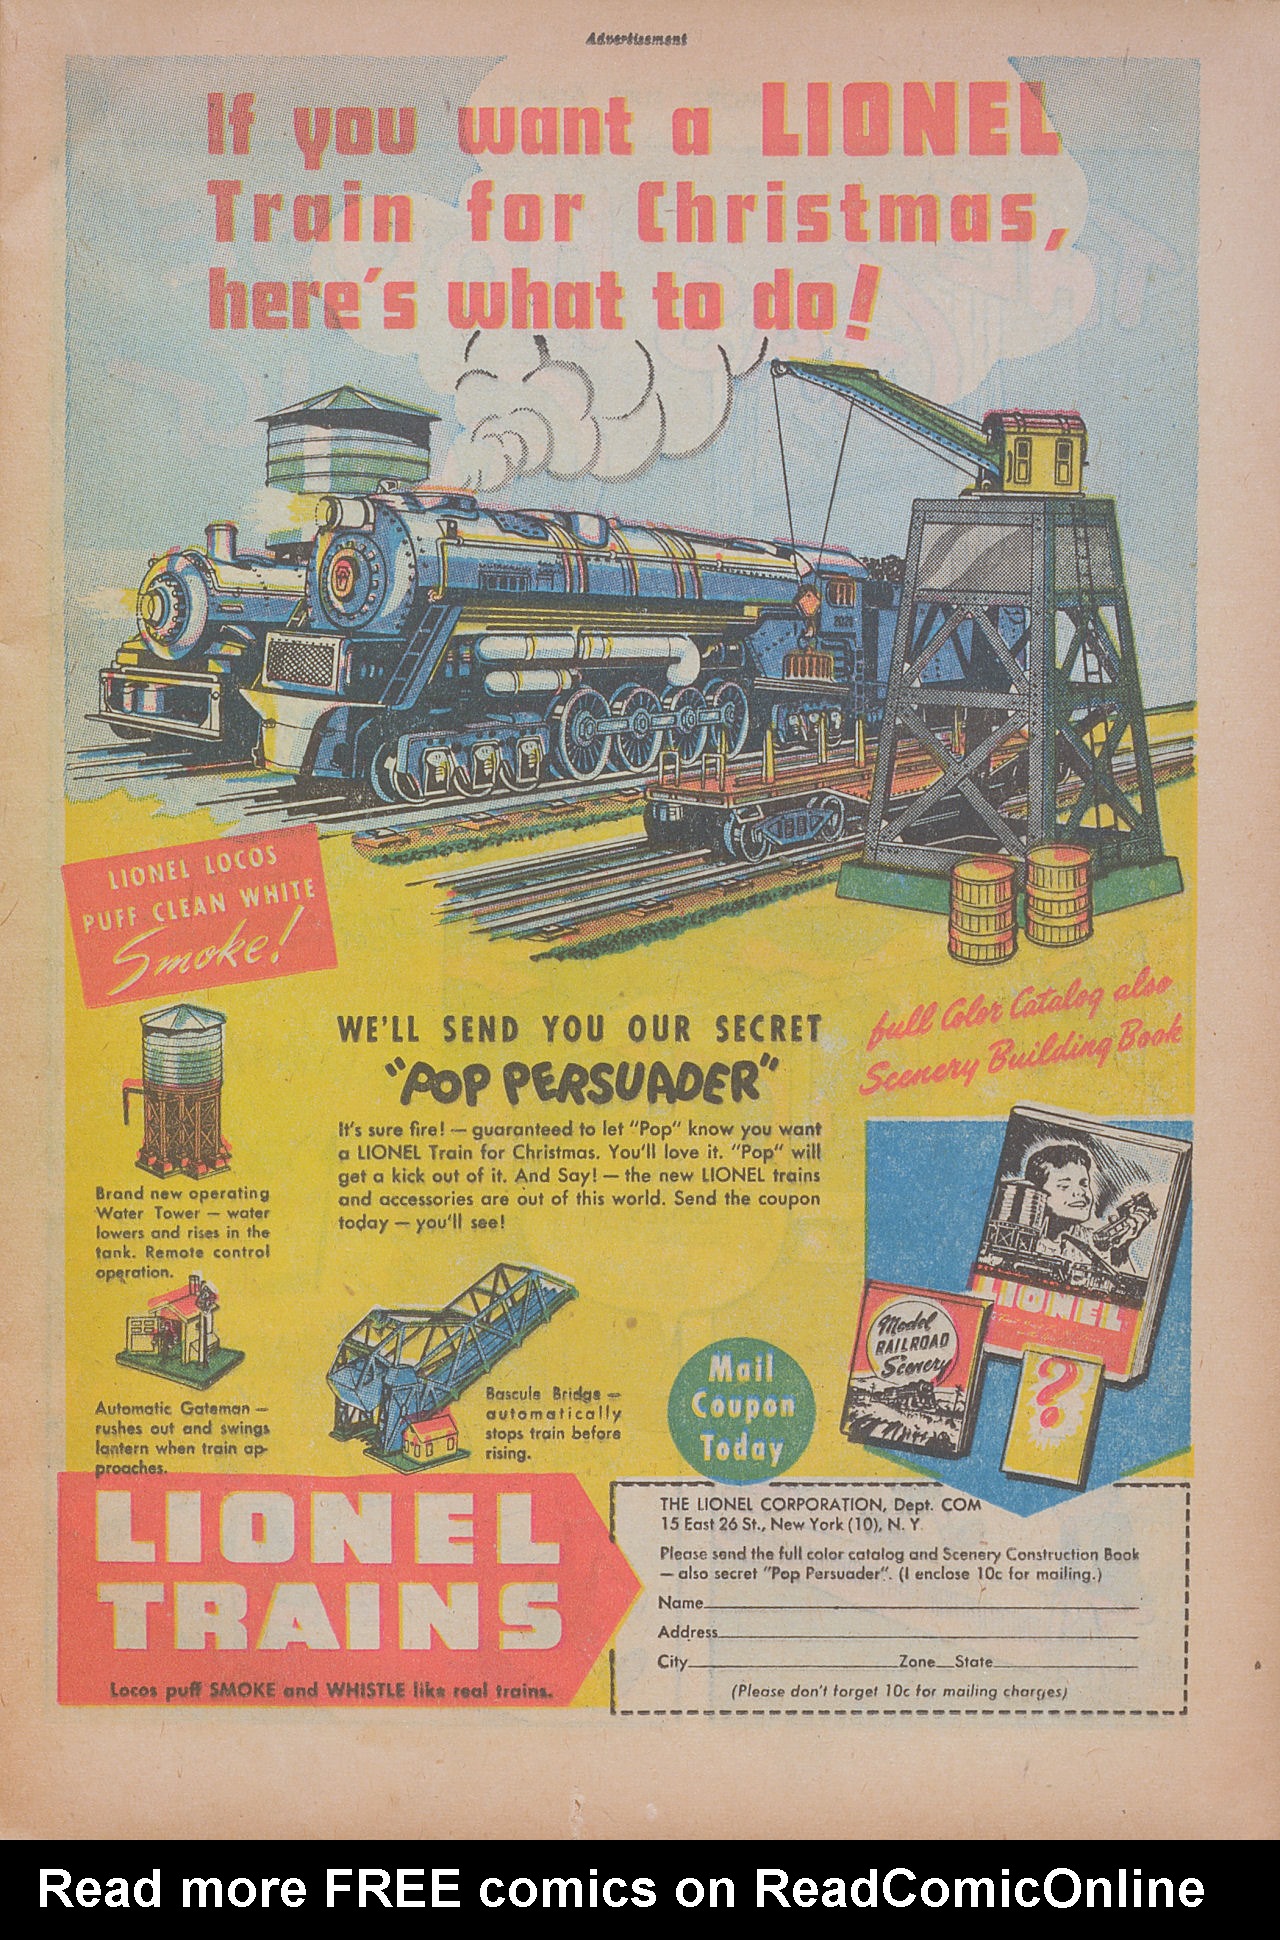 Advertisement
If you want a LIONEL
Train for Christmas,
here's what to do!
2020
LIONEL LOCOS
PUFF CLEAN WHITE
Smoke!
WE'LL SEND YOU OUR SECRET
"POP PERSUADER"
It's sure fire! — guaranteed to let "Pop" know you want
a LIONEL Train for Christmas. You'll love it. "Pop" will
get a kick out of it. And Say! — the new LIONEL trains
and accessories are out of this world. Send the coupon
today — you'll see!
full Color Catalog also
Scenery Building Book
Brand new operating
Water Tower — water
lowers and rises in the
tank. Remote control
operation.
Automatic Gateman —
rushes out and swings
lantern when train ap-
proaches.
Bascule Bridge —
automatically
stops train before
rising.
Mail
Coupon
Today
LIONEL
Model
RAILROAD
Scenery
?
LIONEL
TRAINS
Locos puff SMOKE and WHISTLE like real trains.
THE LIONEL CORPORATION, Dept. COM
15 East 26 St., New York (10), N. Y.
Please send the full color catalog and Scenery Construction Book
— also secret "Pop Persuader". (I enclose 10c for mailing.)
Name
Address
City Zone State
(Please don't forget 10c for mailing charges)
Read more FREE comics on ReadComicOnline